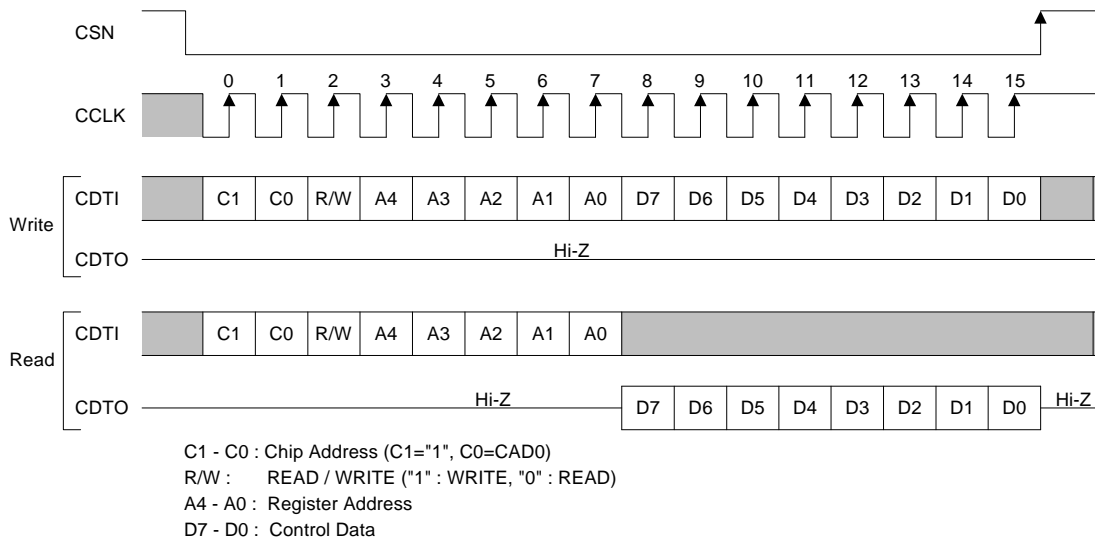 CSN
0 1 2 3 4 5 6 7 8 9 10 11 12 13 14 15
CCLK
Write
CDTI C1 C0 R/W A4 A3 A2 A1 A0 D7 D6 D5 D4 D3 D2 D1 D0
CDTO Hi-Z
Read
CDTI C1 C0 R/W A4 A3 A2 A1 A0
CDTO Hi-Z D7 D6 D5 D4 D3 D2 D1 D0 Hi-Z
C1 - C0 : Chip Address (C1="1", C0=CAD0)
R/W : READ / WRITE ("1" : WRITE, "0" : READ)
A4 - A0 : Register Address
D7 - D0 : Control Data